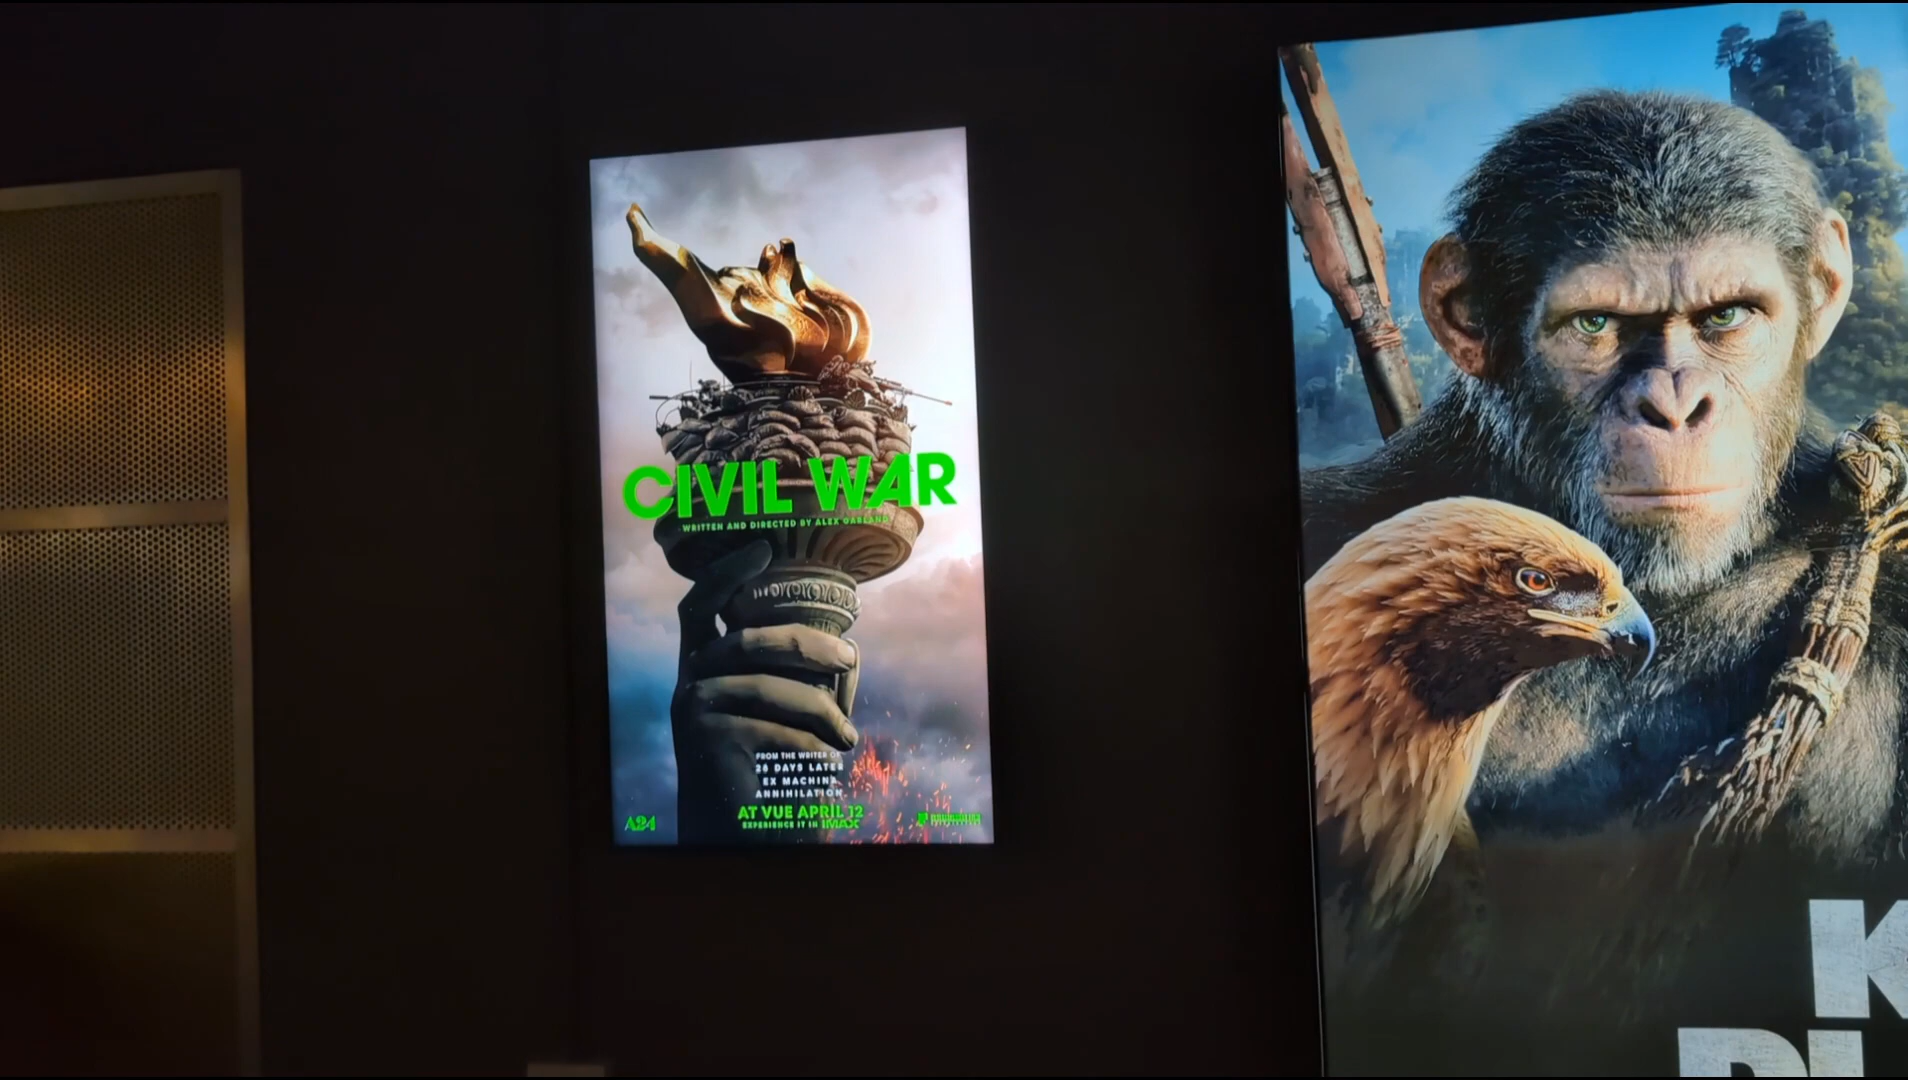 CIVIL WAR
WRITTEN AND DIRECTED BY ALEX GARLAND
FROM THE WRITER OF
28 DAYS LATER
EX MACHINA
ANNIHILATION
AT VUE APRIL 12
EXPERIENCE IT IN IMAX
A24
K
PL